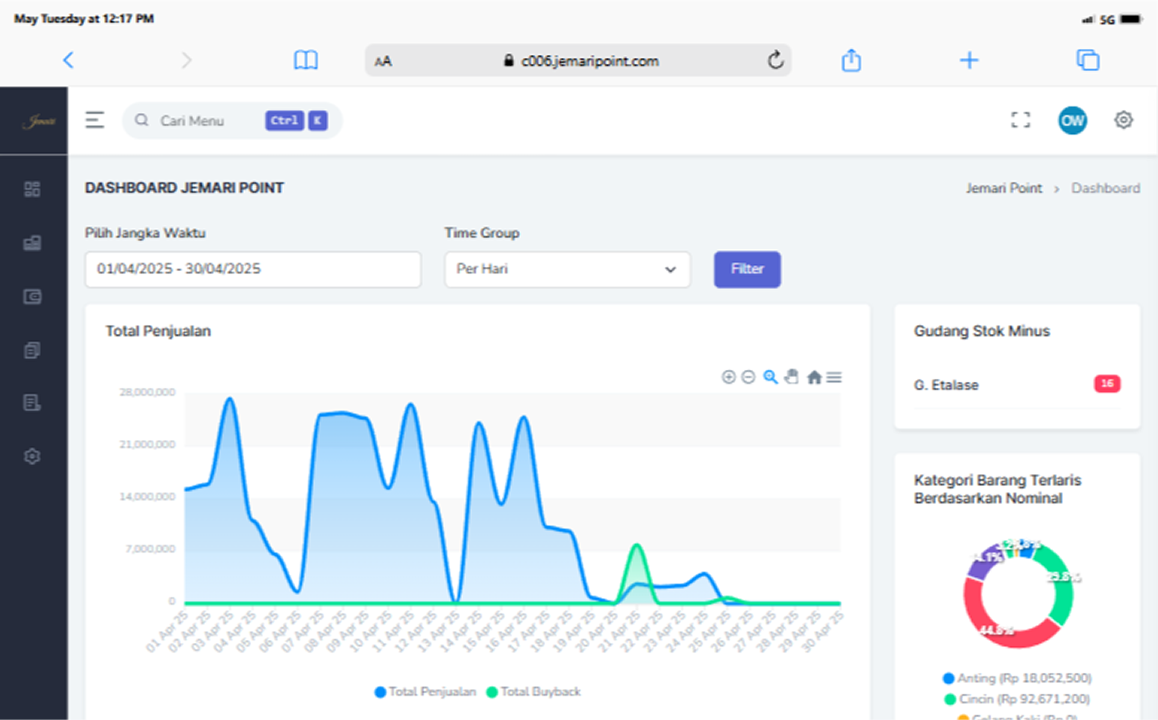 May Tuesday at 12:17 PM
5G
AA
c006.jemaripoint.com
Jemari
Cari Menu
Ctrl K
OW
DASHBOARD JEMARI POINT
Jemari Point › Dashboard
Pilih Jangka Waktu
Time Group
01/04/2025 - 30/04/2025
Per Hari
Filter
Total Penjualan
28,000,000
21,000,000
14,000,000
7,000,000
0
01 Apr 25
02 Apr 25
03 Apr 25
04 Apr 25
05 Apr 25
06 Apr 25
07 Apr 25
08 Apr 25
09 Apr 25
10 Apr 25
11 Apr 25
12 Apr 25
13 Apr 25
14 Apr 25
15 Apr 25
16 Apr 25
17 Apr 25
18 Apr 25
19 Apr 25
20 Apr 25
21 Apr 25
22 Apr 25
23 Apr 25
24 Apr 25
25 Apr 25
26 Apr 25
27 Apr 25
28 Apr 25
29 Apr 25
30 Apr 25
Total Penjualan
Total Buyback
Gudang Stok Minus
G. Etalase
16
Kategori Barang Terlaris
Berdasarkan Nominal
Anting (Rp 18,052,500)
Cincin (Rp 92,671,200)
Gelang Kaki (Rp 0)